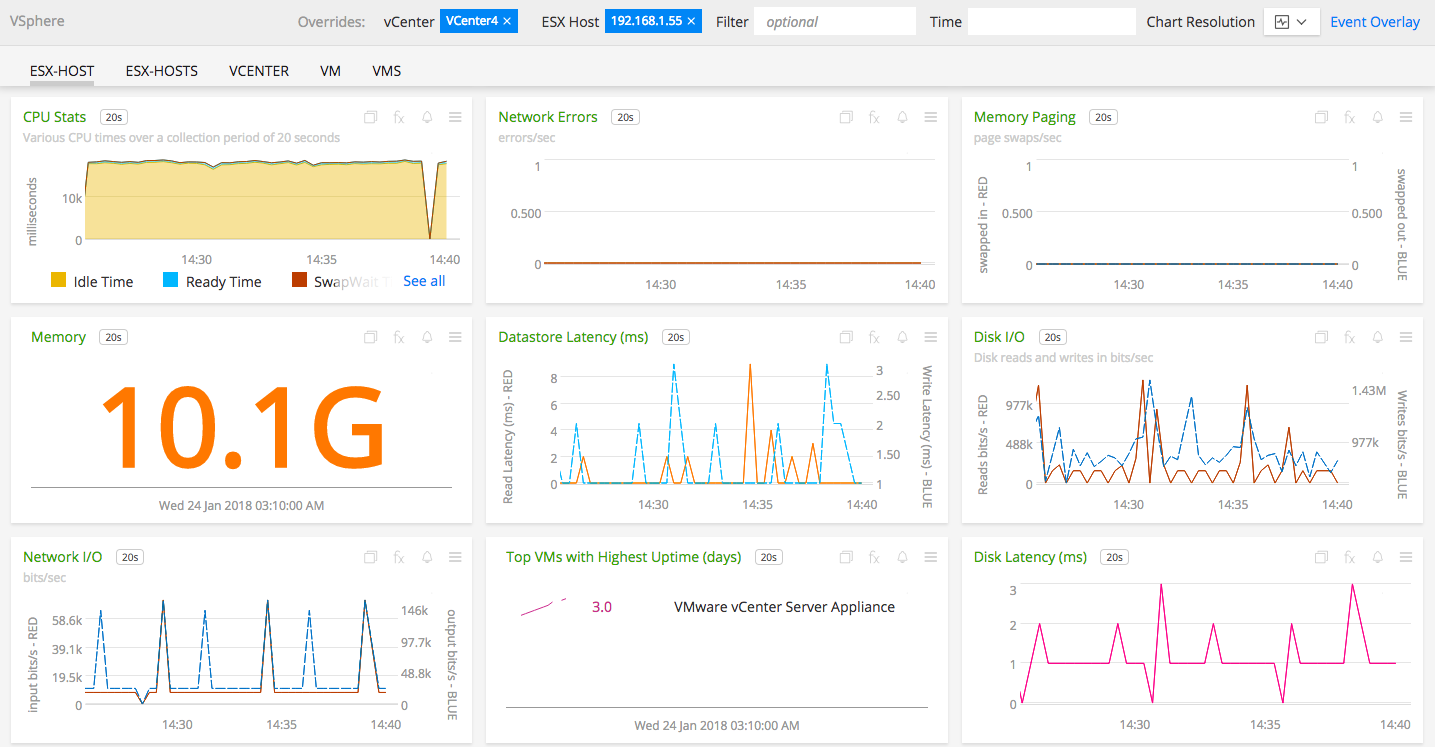 VSphere Overrides: vCenter VCenter4 × ESX Host 192.168.1.55 × Filter optional Time Chart Resolution Event Overlay
ESX-HOST ESX-HOSTS VCENTER VM VMS
CPU Stats 20s fx
Various CPU times over a collection period of 20 seconds
milliseconds
10k
0
14:30 14:35 14:40
Idle Time Ready Time SwapWait T See all
Network Errors 20s fx
errors/sec
1
0.500
0
14:30 14:35 14:40
Memory Paging 20s fx
page swaps/sec
swapped in - RED
1 1
0.500 0.500
0 0
swapped out - BLUE
14:30 14:35 14:40
Memory 20s fx
10.1G
Wed 24 Jan 2018 03:10:00 AM
Datastore Latency (ms) 20s fx
Read Latency (ms) - RED
8 3
6 2.50
4 2
2 1.50
0 1
Write Latency (ms) - BLUE
14:30 14:35 14:40
Disk I/O 20s fx
Disk reads and writes in bits/sec
Reads bits/s - RED
977k 1.43M
488k 977k
0
Writes bits/s - BLUE
14:30 14:35 14:40
Network I/O 20s fx
bits/sec
input bits/s - RED
58.6k 146k
39.1k 97.7k
19.5k 48.8k
0 0
output bits/s - BLUE
14:30 14:35 14:40
Top VMs with Highest Uptime (days) 20s fx
3.0 VMware vCenter Server Appliance
Wed 24 Jan 2018 03:10:00 AM
Disk Latency (ms) 20s fx
3
2
1
0
14:30 14:35 14:40